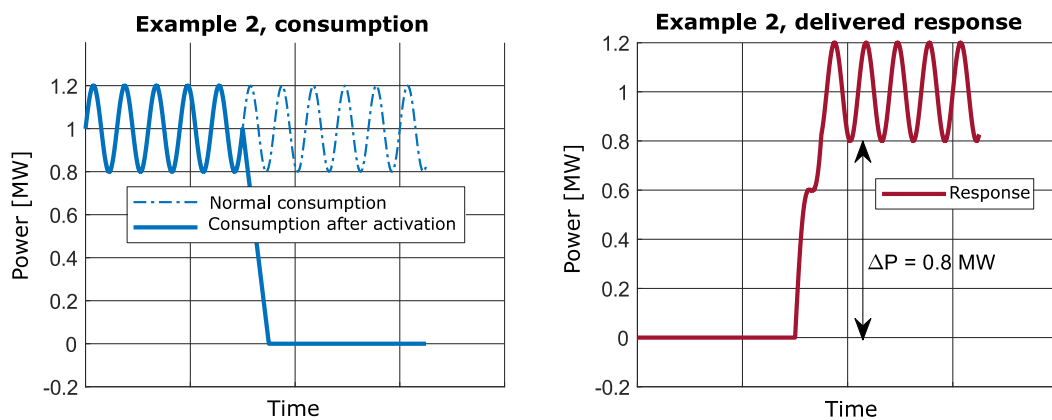 Example 2, consumption
1.2
1
0.8
0.6
0.4
0.2
0
-0.2
Power [MW]
Normal consumption
Consumption after activation
Time
Example 2, delivered response
1.2
1
0.8
0.6
0.4
0.2
0
-0.2
Power [MW]
Response
ΔP = 0.8 MW
Time